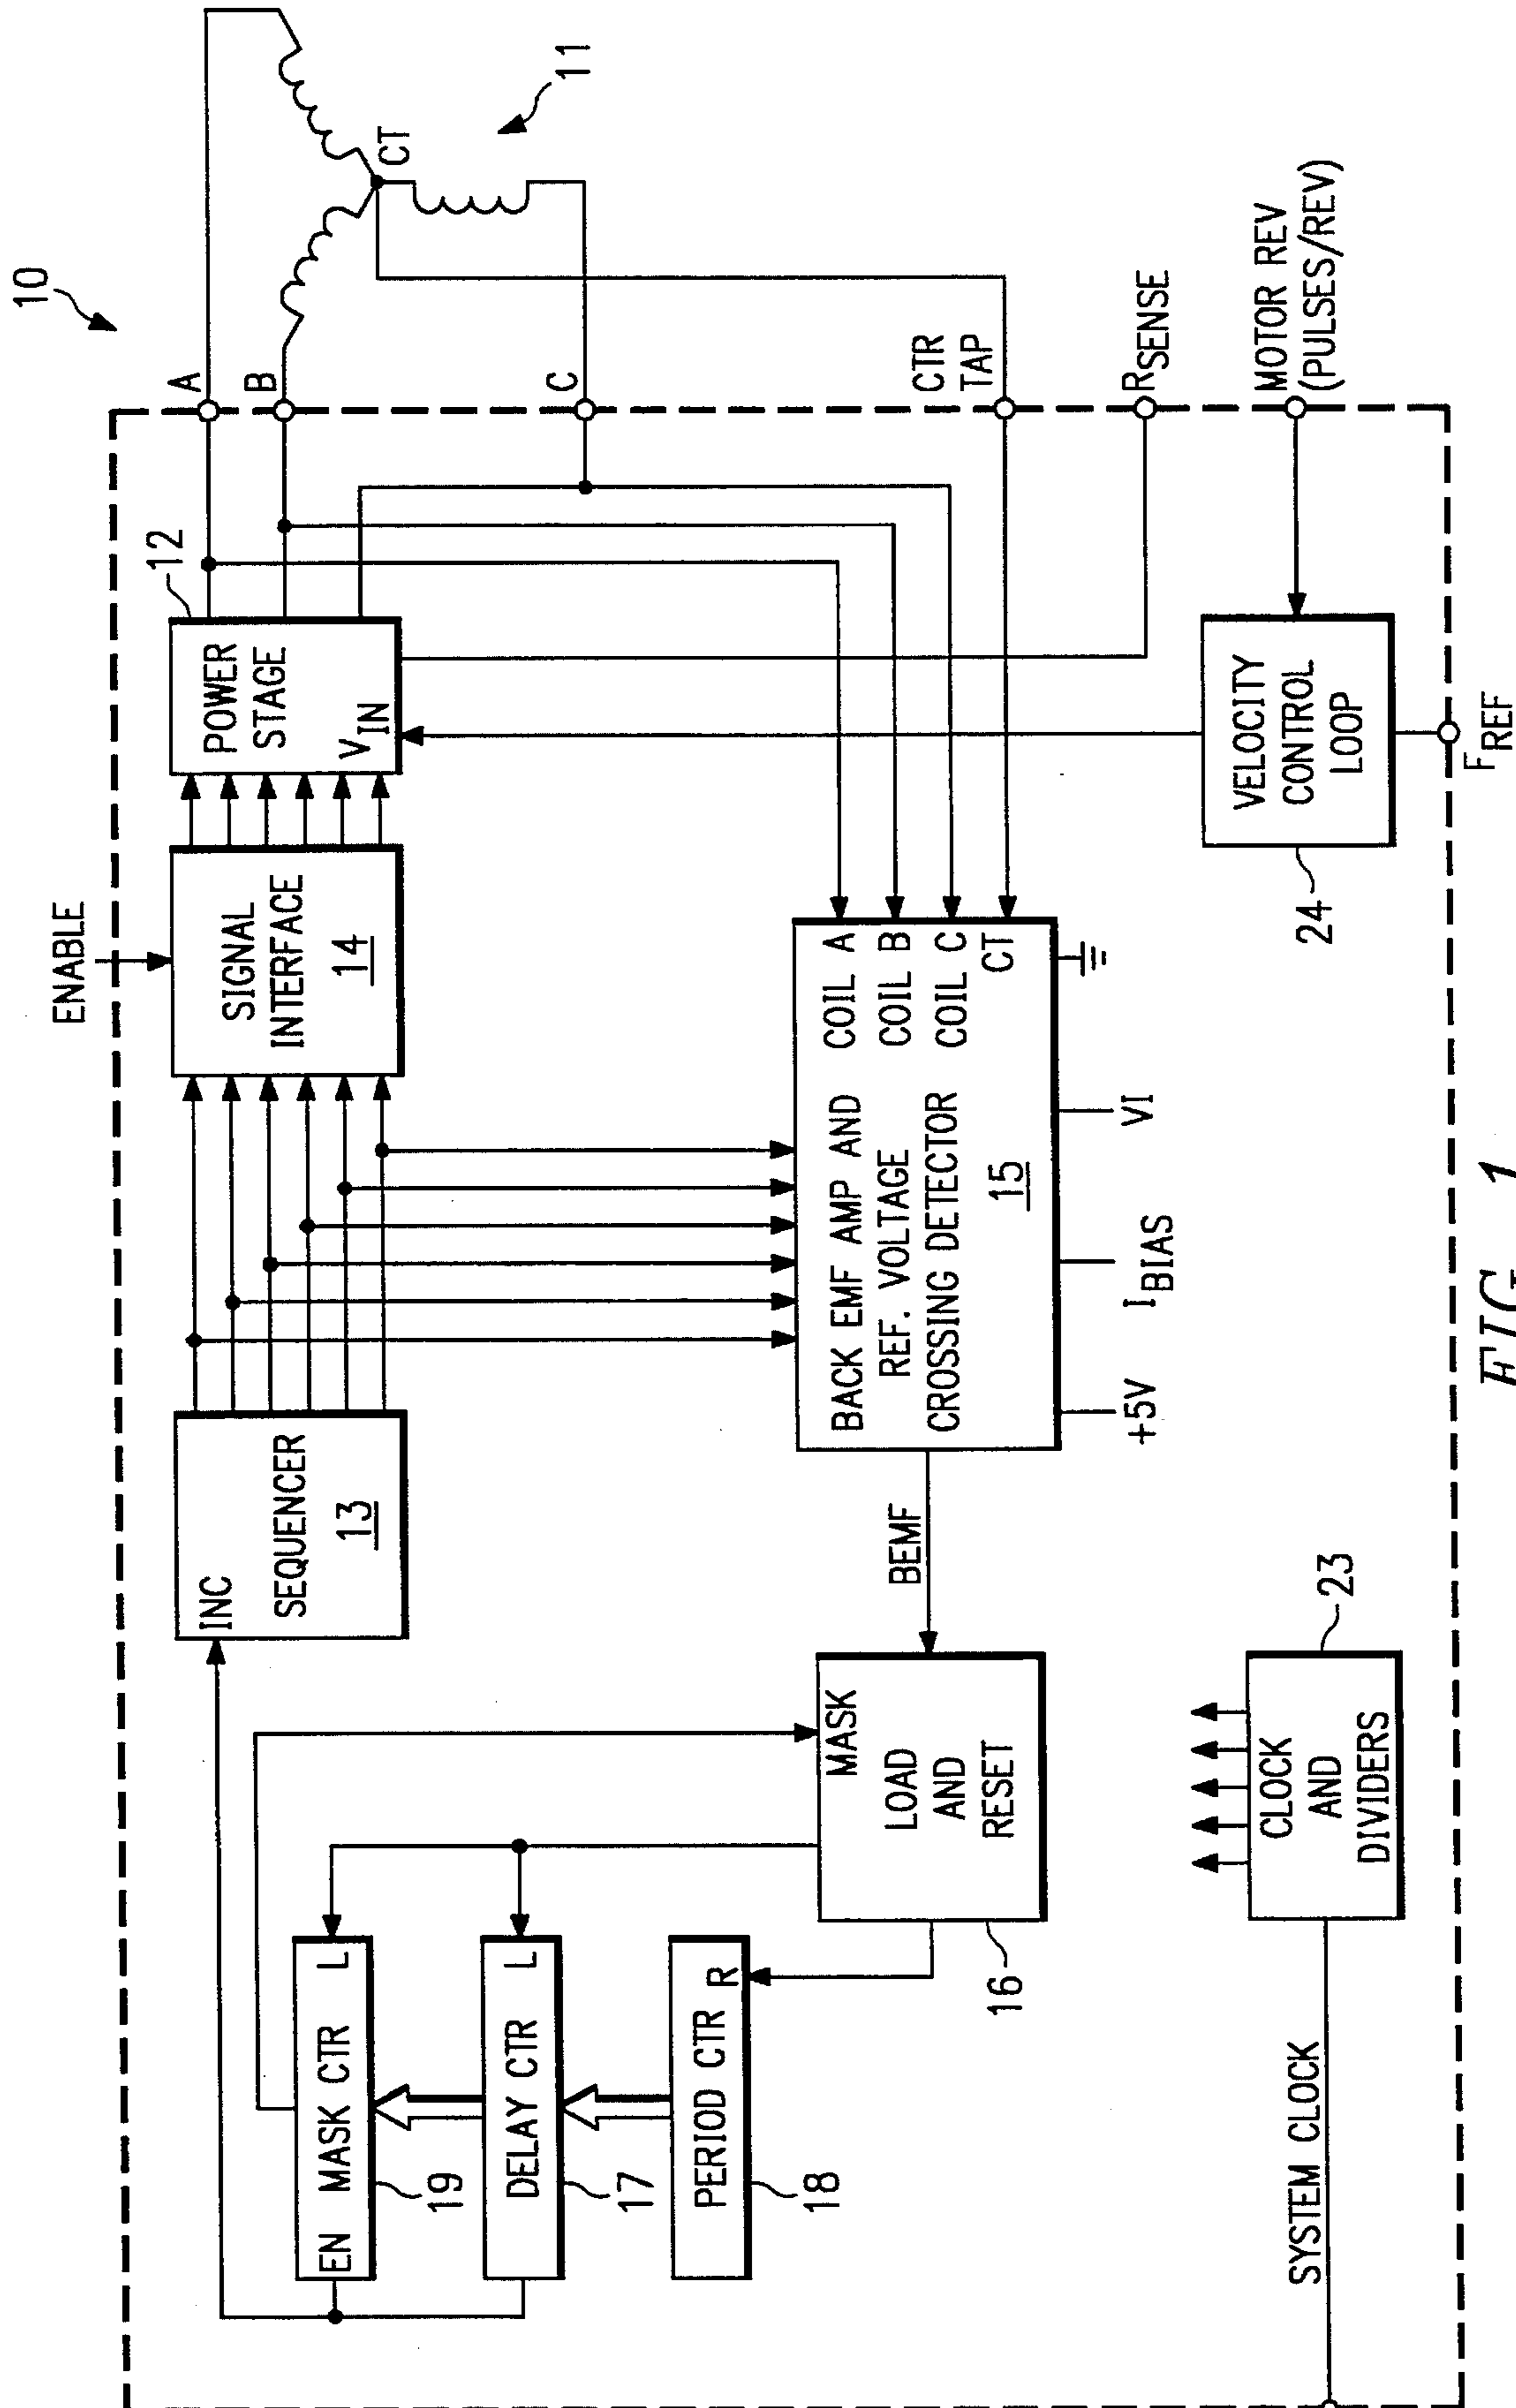 10
A
B
C
CT
11
CTR
TAP
RSENSE
MOTOR REV
(PULSES/REV)
ENABLE
INC
SEQUENCER
13
SIGNAL
INTERFACE
14
POWER
STAGE
VIN
12
EN MASK CTR L
19
DELAY CTR L
17
PERIOD CTR R
18
MASK
LOAD
AND
RESET
16
BEMF
BACK EMF AMP AND
REF. VOLTAGE
CROSSING DETECTOR
15
COIL A
COIL B
COIL C
CT
+5V
IBIAS
VI
SYSTEM CLOCK
CLOCK
AND
DIVIDERS
23
VELOCITY
CONTROL
LOOP
24
FREF
FIG. 1